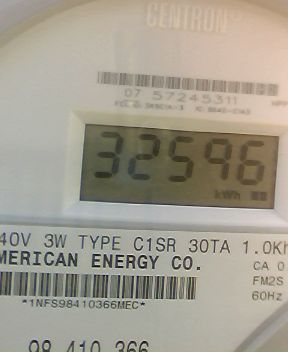 CENTRON®
07 57245311
32596
kWh
40V 3W TYPE C1SR 30TA 1.0Kh
MERICAN ENERGY CO.
CA 0
FM2S
60Hz
*1NFS98410366MEC*
98 410 366